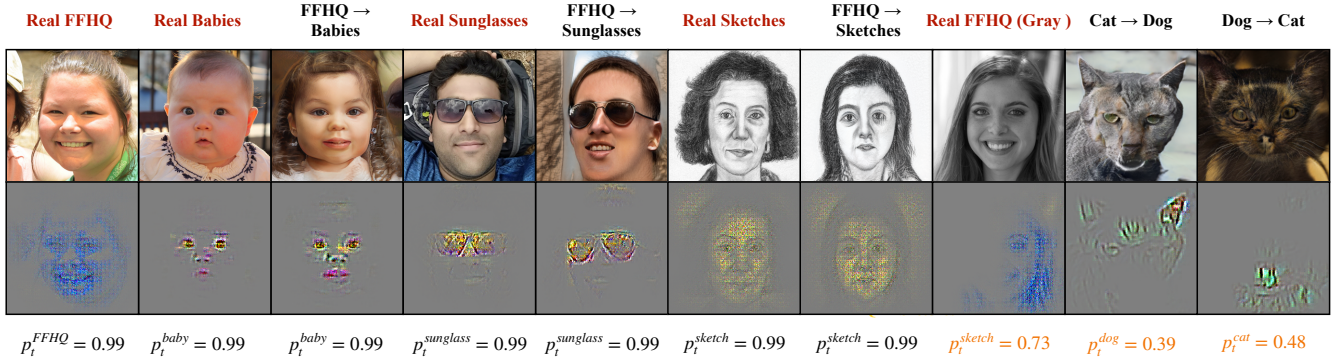 Real FFHQ
Real Babies
FFHQ →
Babies
Real Sunglasses
FFHQ →
Sunglasses
Real Sketches
FFHQ →
Sketches
Real FFHQ (Gray )
Cat → Dog
Dog → Cat
p_t^{FFHQ} = 0.99
p_t^{baby} = 0.99
p_t^{baby} = 0.99
p_t^{sunglass} = 0.99
p_t^{sunglass} = 0.99
p_t^{sketch} = 0.99
p_t^{sketch} = 0.99
p_t^{sketch} = 0.73
p_t^{dog} = 0.39
p_t^{cat} = 0.48